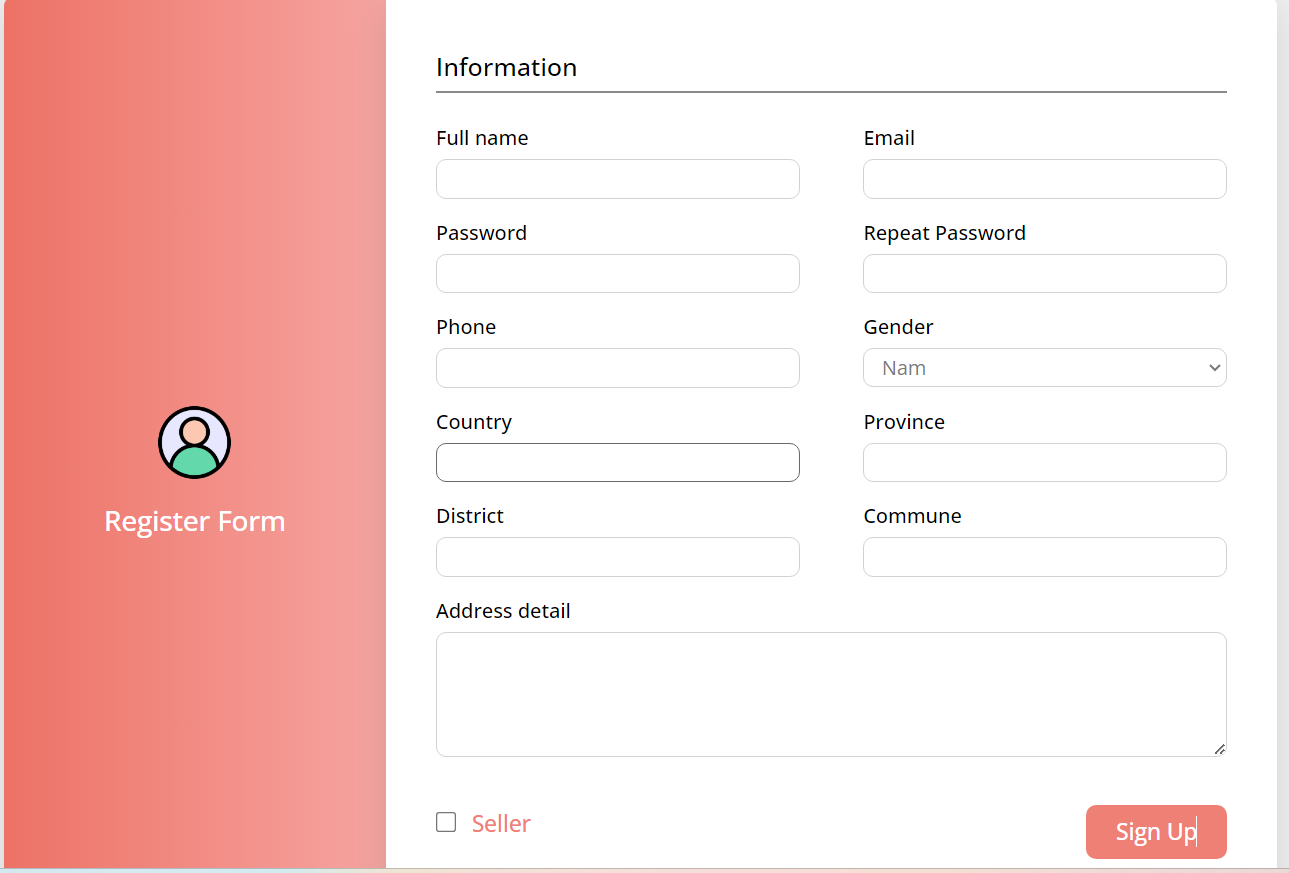 Information
Full name
Email
Password
Repeat Password
Phone
Gender
Nam
Country
Province
District
Commune
Address detail
Register Form
Seller
Sign Up